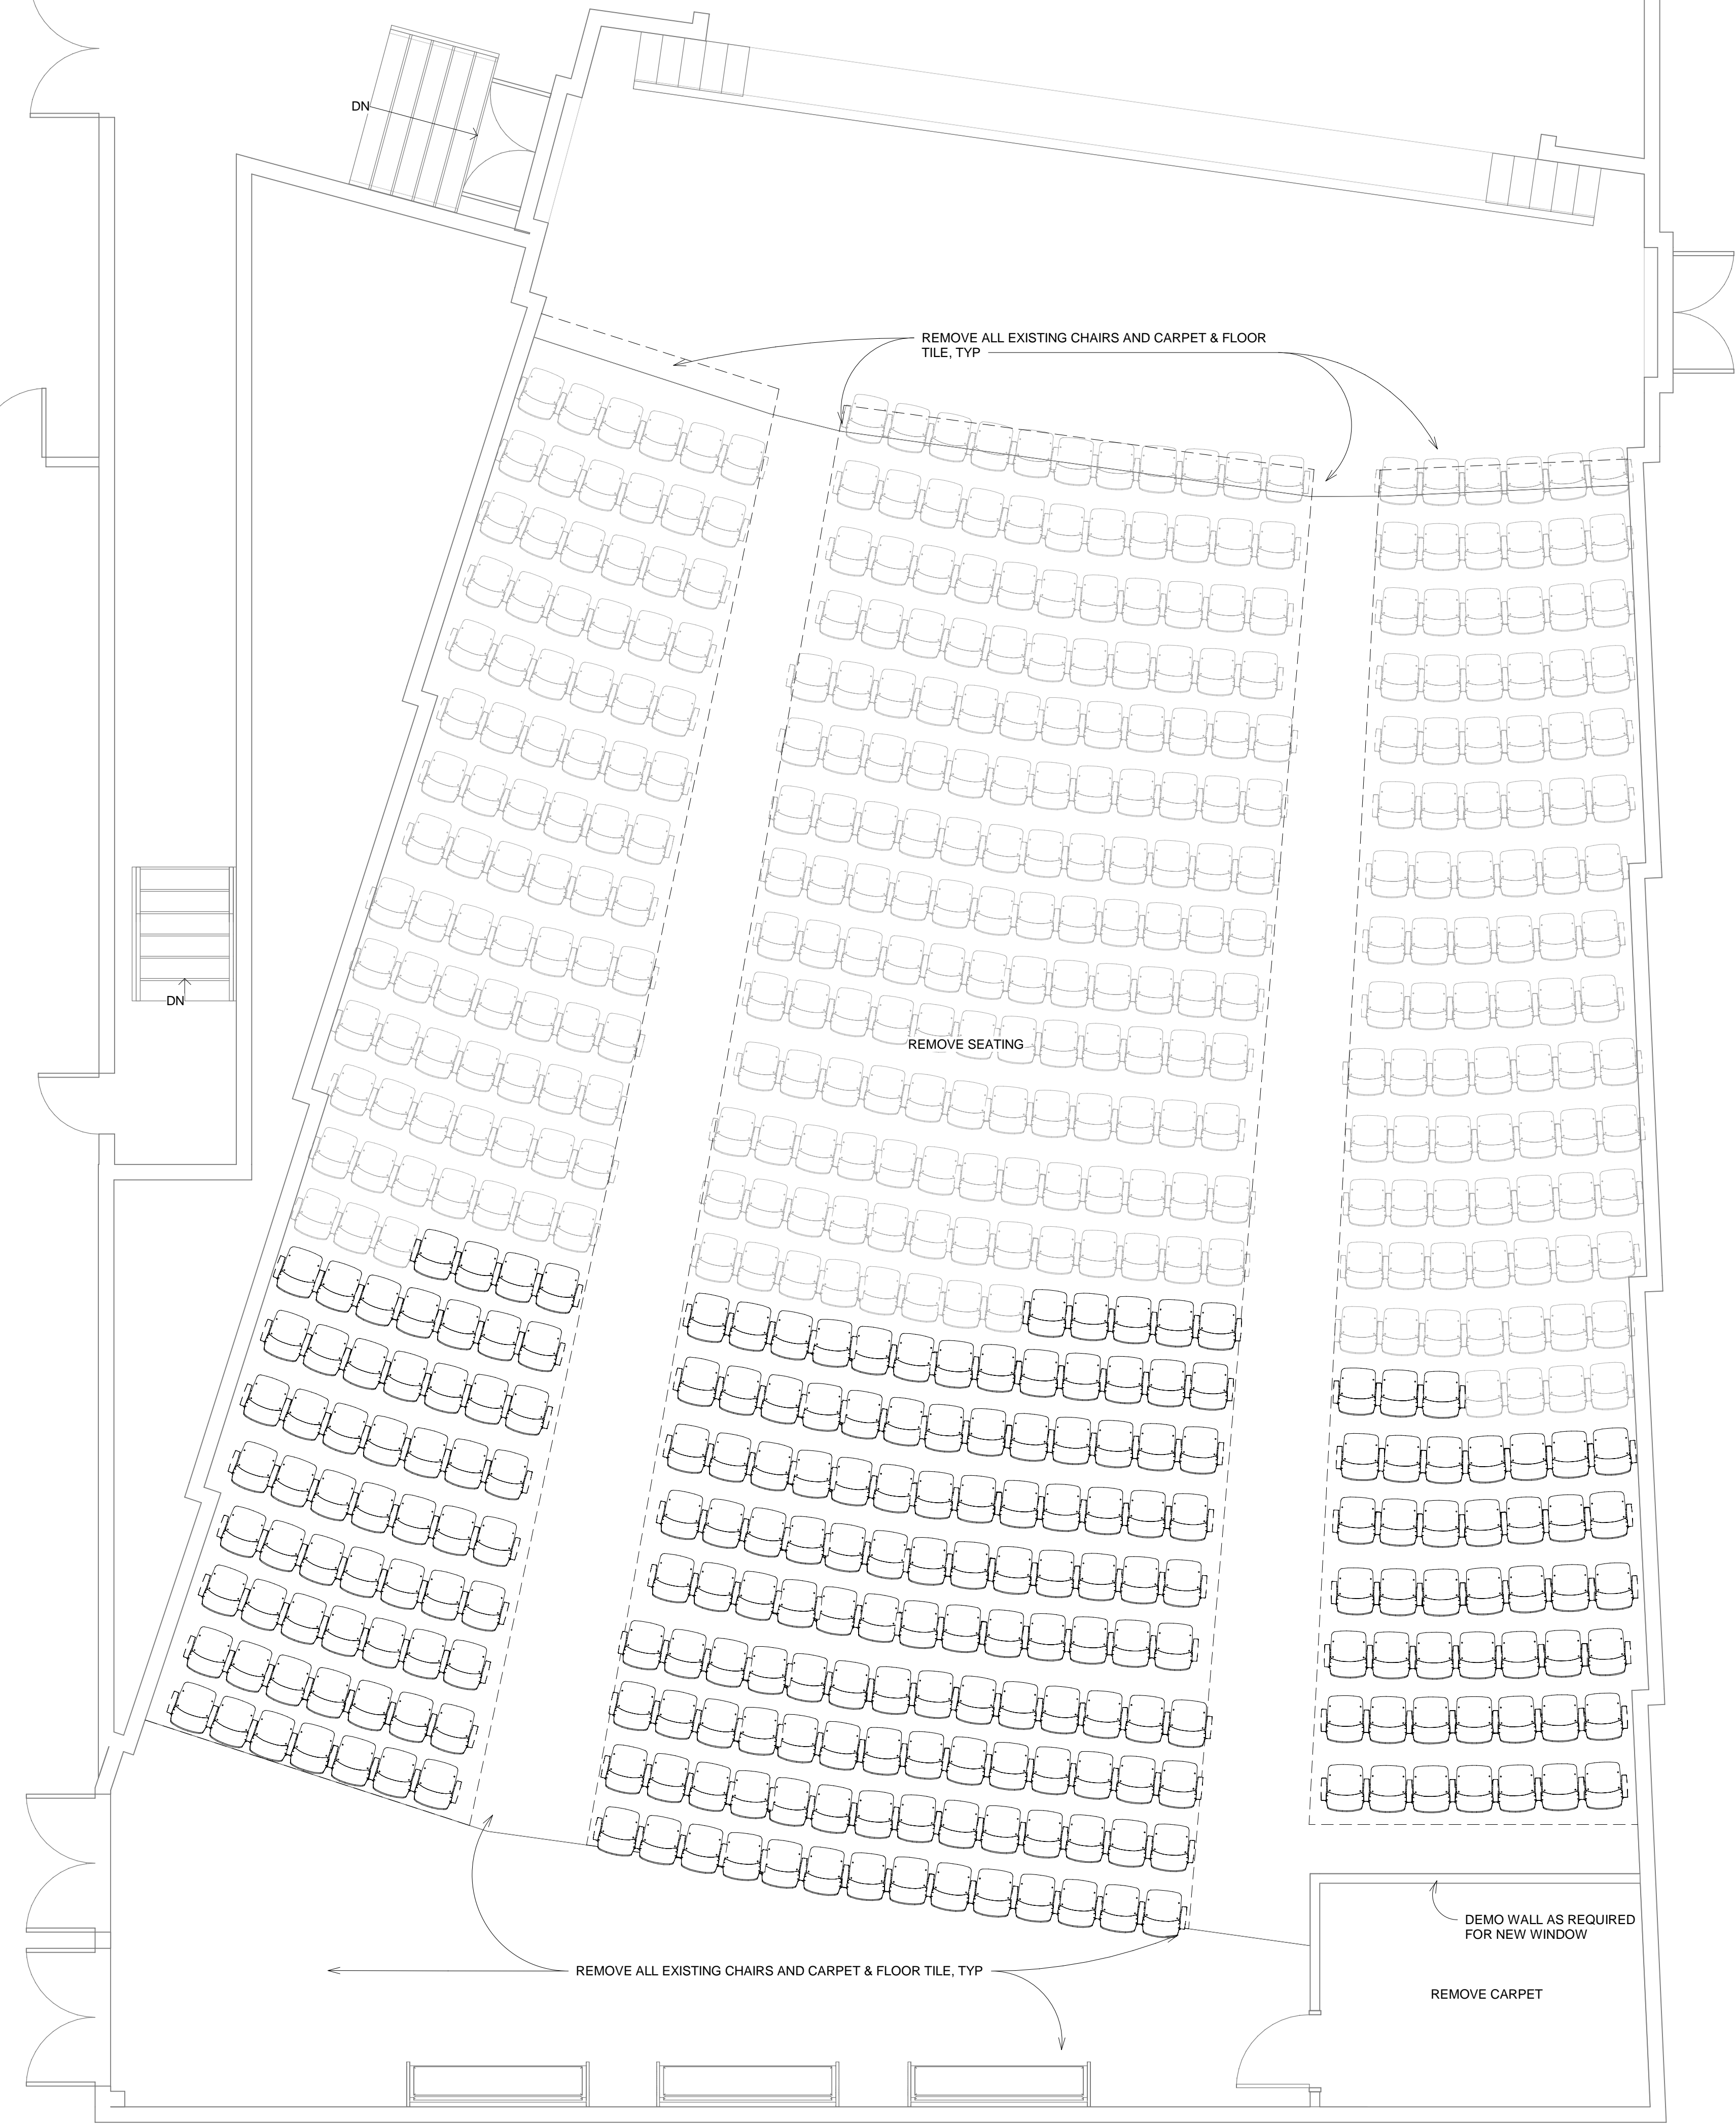 DN
REMOVE ALL EXISTING CHAIRS AND CARPET & FLOOR
TILE, TYP
DN
REMOVE SEATING
DEMO WALL AS REQUIRED
FOR NEW WINDOW
REMOVE ALL EXISTING CHAIRS AND CARPET & FLOOR TILE, TYP
REMOVE CARPET